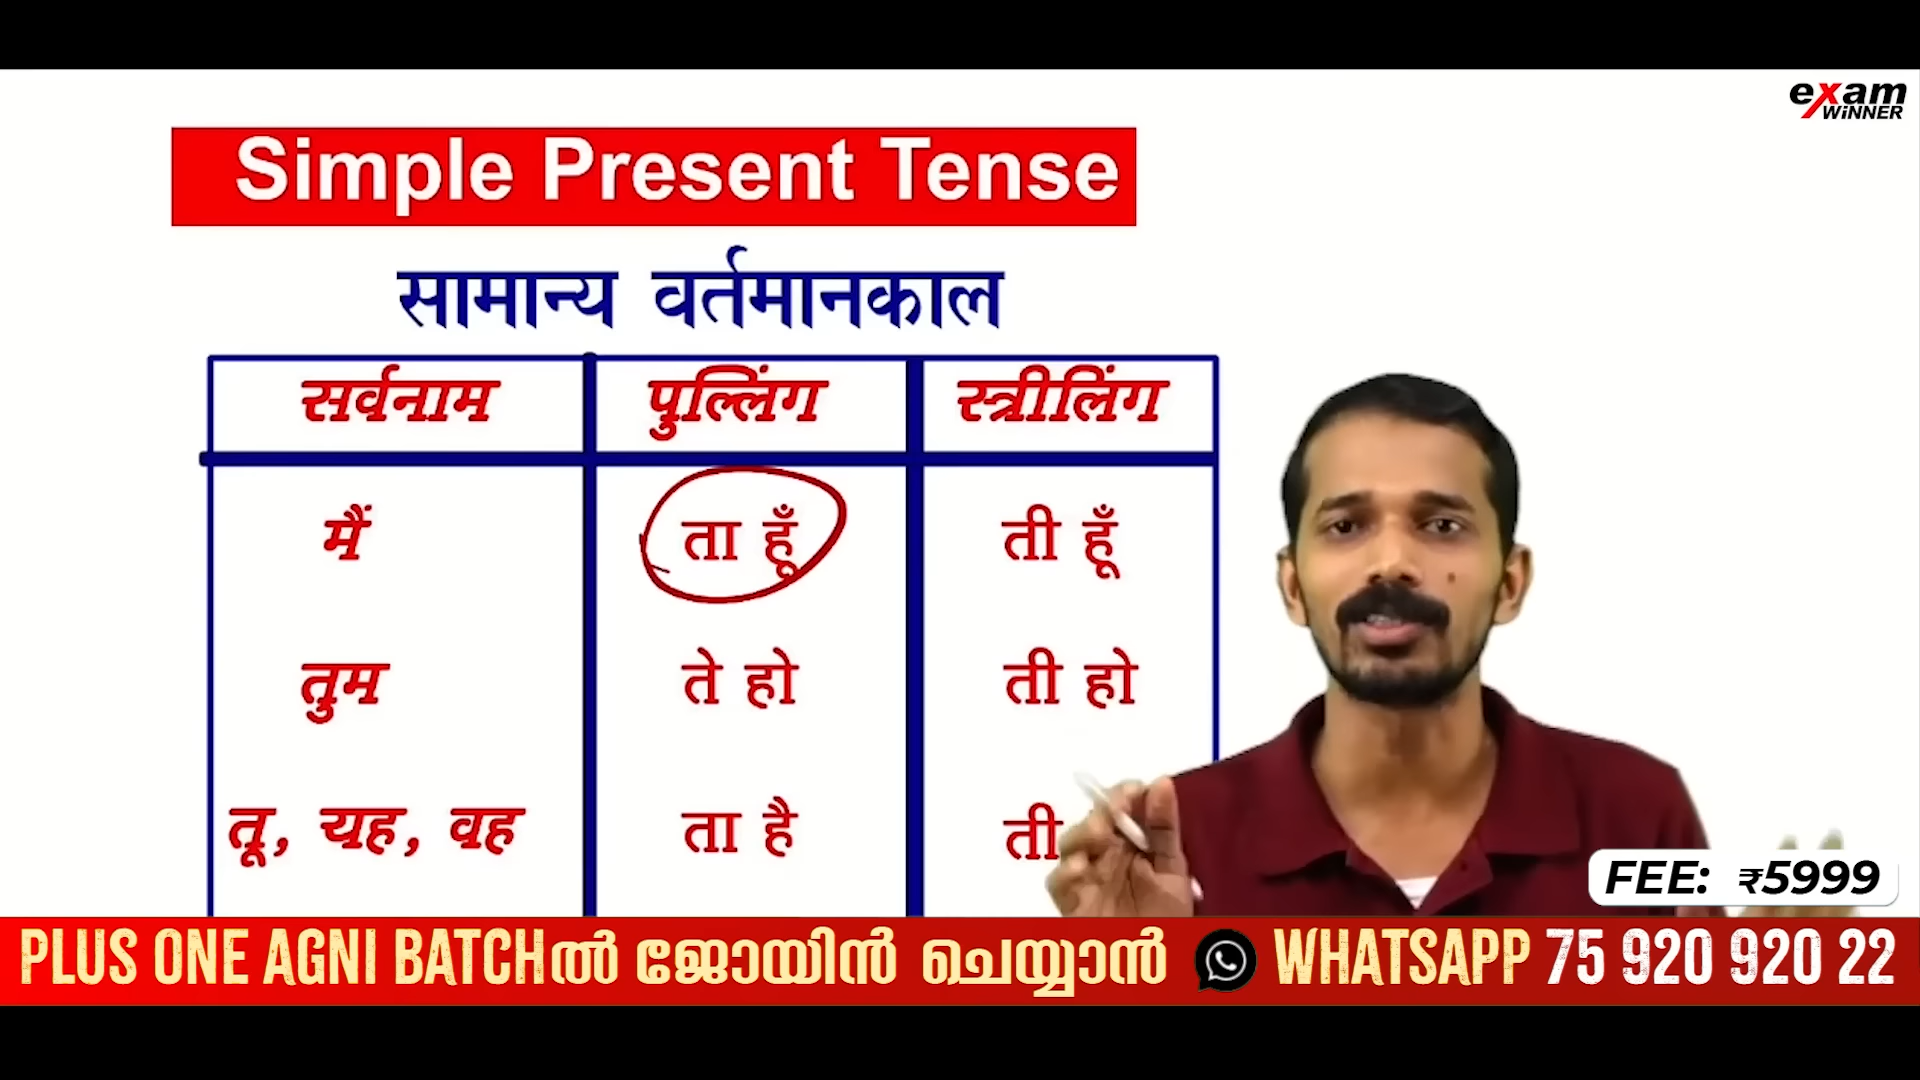 exam
WiNNER
Simple Present Tense
सामान्य वर्तमानकाल
सर्वनाम पुल्लिंग स्त्रीलिंग
मैं ता हूँ ती हूँ
तुम ते हो ती हो
तू, यह, वह ता है ती
FEE: ₹5999
PLUS ONE AGNI BATCHൽ ജോയിൻ ചെയ്യാൻ WHATSAPP 75 920 920 22